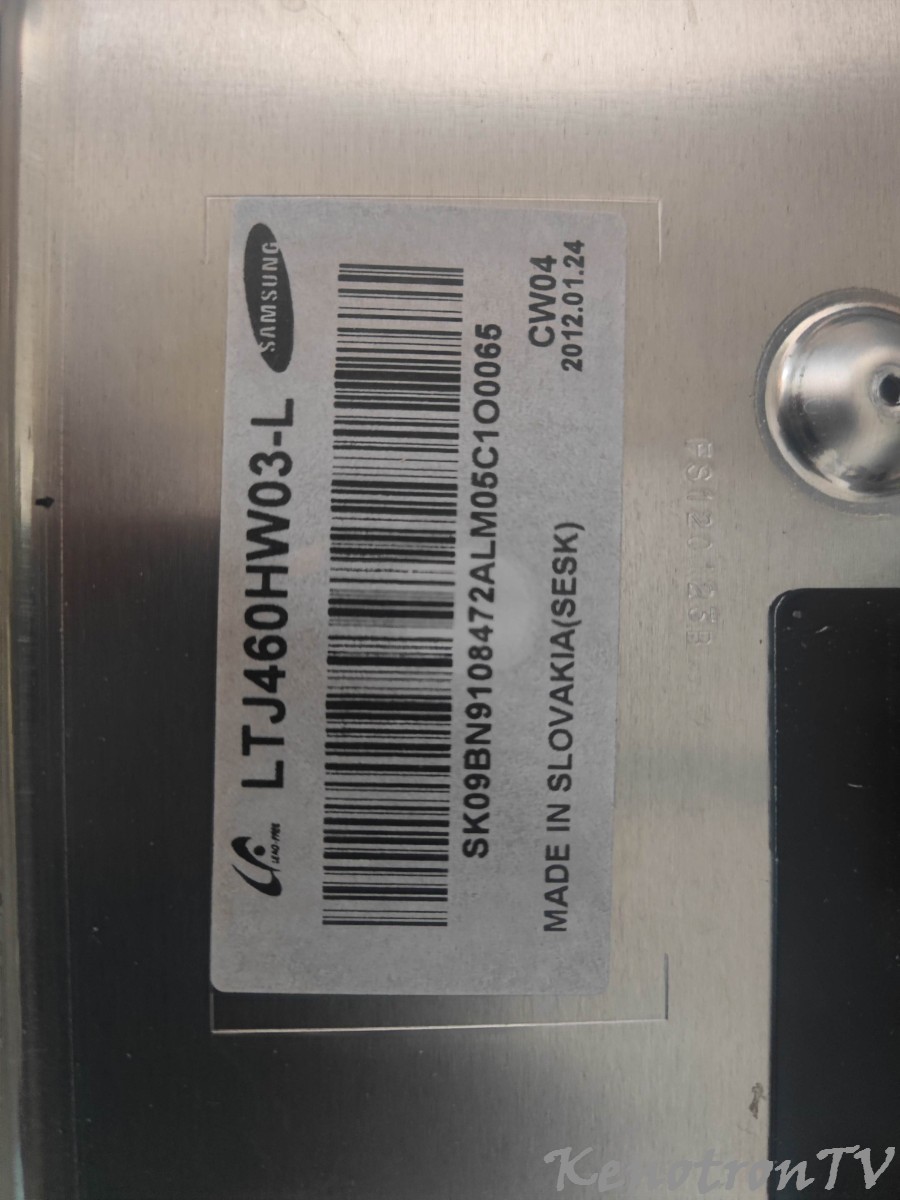 LTJ460HW03-L
SAMSUNG
SK09BN9108472ALM05C1O0065
MADE IN SLOVAKIA(SESK)
CW04
2012.01.24
KenotronTV